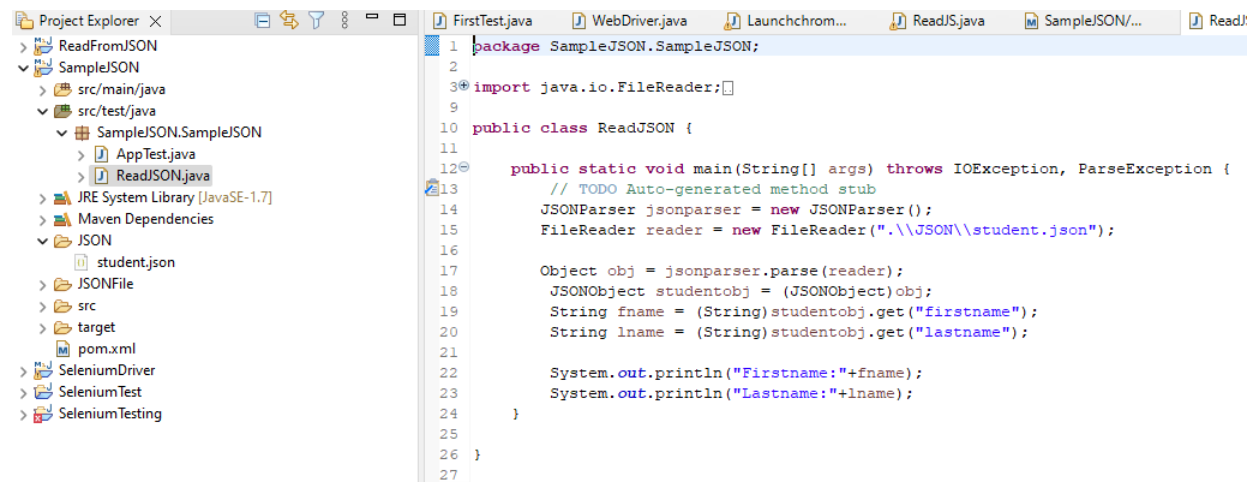 Project Explorer
ReadFromJSON
SampleJSON
src/main/java
src/test/java
SampleJSON.SampleJSON
AppTest.java
ReadJSON.java
JRE System Library [JavaSE-1.7]
Maven Dependencies
JSON
student.json
JSONFile
src
target
pom.xml
SeleniumDriver
SeleniumTest
SeleniumTesting
FirstTest.java WebDriver.java Launchchrom... ReadJS.java SampleJSON/... ReadJS
1 package SampleJSON.SampleJSON;
2
3 import java.io.FileReader;
9
10 public class ReadJSON {
11
12 public static void main(String[] args) throws IOException, ParseException {
13 // TODO Auto-generated method stub
14 JSONParser jsonparser = new JSONParser();
15 FileReader reader = new FileReader(".\\JSON\\student.json");
16
17 Object obj = jsonparser.parse(reader);
18 JSONObject studentobj = (JSONObject)obj;
19 String fname = (String)studentobj.get("firstname");
20 String lname = (String)studentobj.get("lastname");
21
22 System.out.println("Firstname:"+fname);
23 System.out.println("Lastname:"+lname);
24 }
25
26 }
27